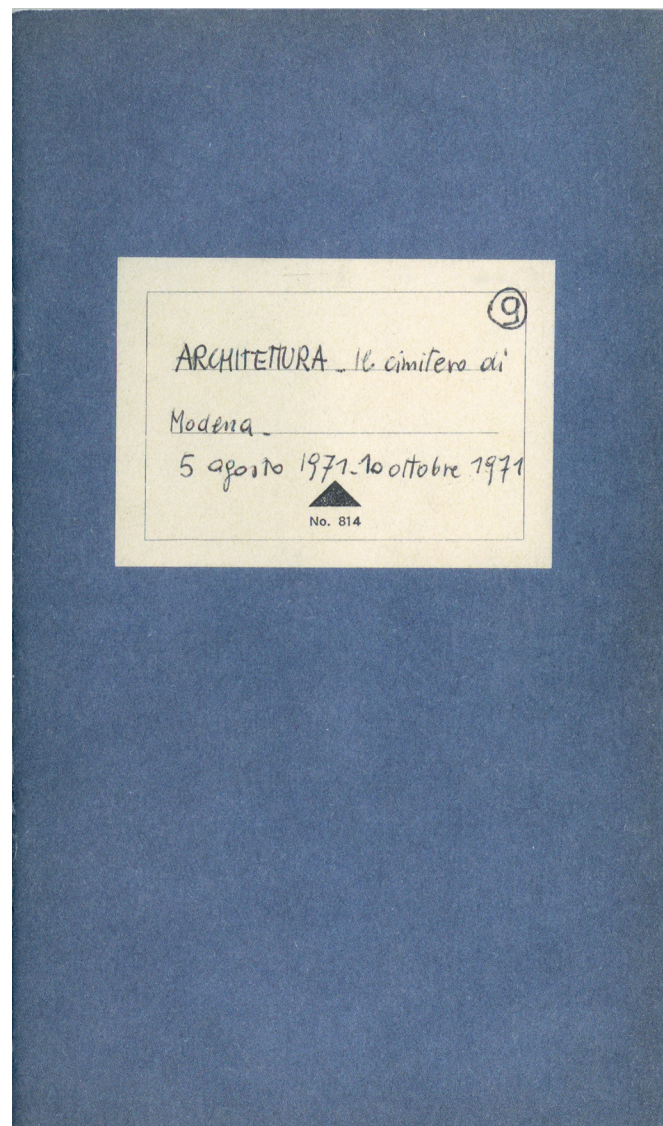 9
ARCHITETTURA - Il cimitero di
Modena -
5 agosto 1971 - 10 ottobre 1971
No. 814